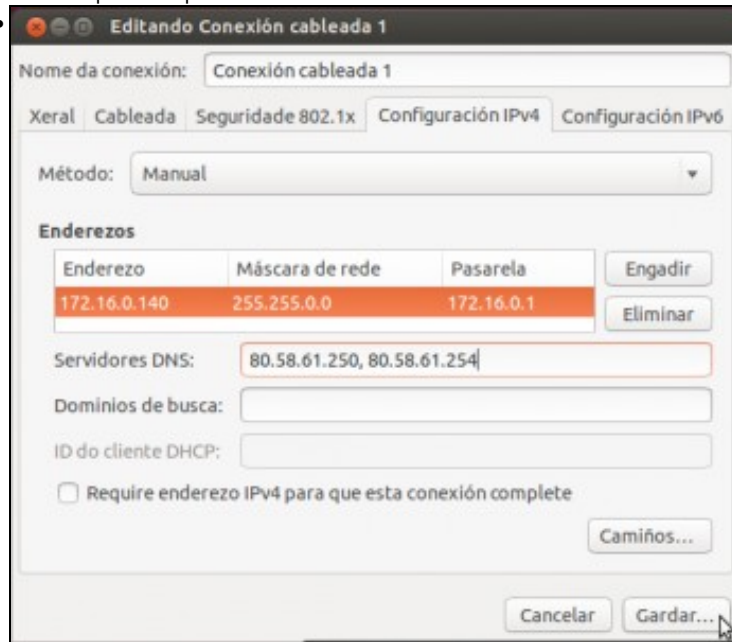 Editando Conexión cableada 1
Nome da conexión: Conexión cableada 1
Xeral Cableada Seguridade 802.1x Configuración IPv4 Configuración IPv6
Método: Manual
Enderezos
Enderezo Máscara de rede Pasarela Engadir
172.16.0.140 255.255.0.0 172.16.0.1 Eliminar
Servidores DNS: 80.58.61.250, 80.58.61.254
Dominios de busca:
ID do cliente DHCP:
Require enderezo IPv4 para que esta conexión complete
Camiños...
Cancelar Gardar...